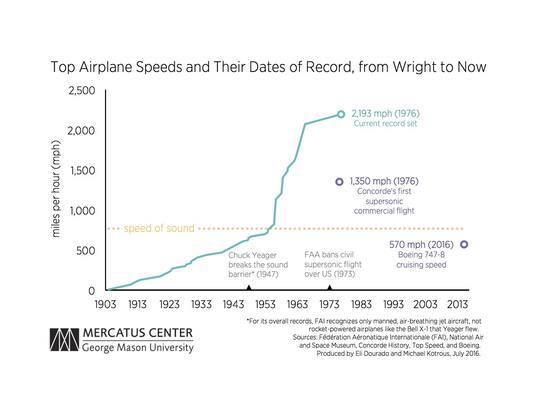 Top Airplane Speeds and Their Dates of Record, from Wright to Now
miles per hour (mph)
2,500
2,000
1,500
1,000
500
0
2,193 mph (1976)
Current record set
1,350 mph (1976)
Concorde's first
supersonic
commercial flight
speed of sound
570 mph (2016)
Boeing 747-8
cruising speed
Chuck Yeager
breaks the sound
barrier* (1947)
FAA bans civil
supersonic flight
over US (1973)
1903 1913 1923 1933 1943 1953 1963 1973 1983 1993 2003 2013
MERCATUS CENTER
George Mason University
*For its overall records, FAI recognizes only manned, air-breathing jet aircraft, not
rocket-powered airplanes like the Bell X-1 that Yeager flew.
Sources: Fédération Aéronatique Internationale (FAI), National Air
and Space Museum, Concorde History, Top Speed, and Boeing.
Produced by Eli Dourado and Michael Kotrous, July 2016.